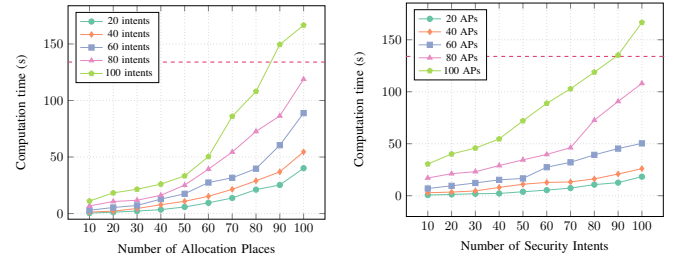 20 intents
40 intents
60 intents
80 intents
100 intents
150
100
50
0
Computation time (s)
10 20 30 40 50 60 70 80 90 100
Number of Allocation Places
20 APs
40 APs
60 APs
80 APs
100 APs
150
100
50
0
Computation time (s)
10 20 30 40 50 60 70 80 90 100
Number of Security Intents